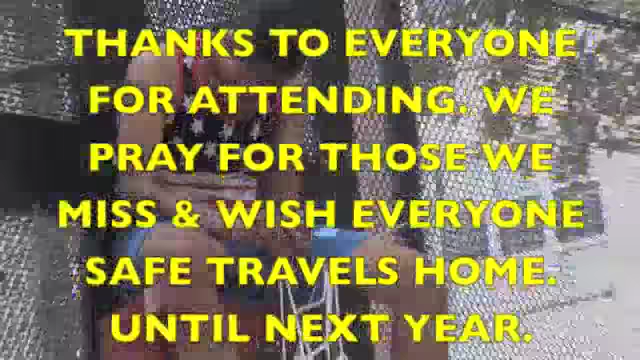 THANKS TO EVERYONE
FOR ATTENDING. WE
PRAY FOR THOSE WE
MISS & WISH EVERYONE
SAFE TRAVELS HOME.
UNTIL NEXT YEAR.